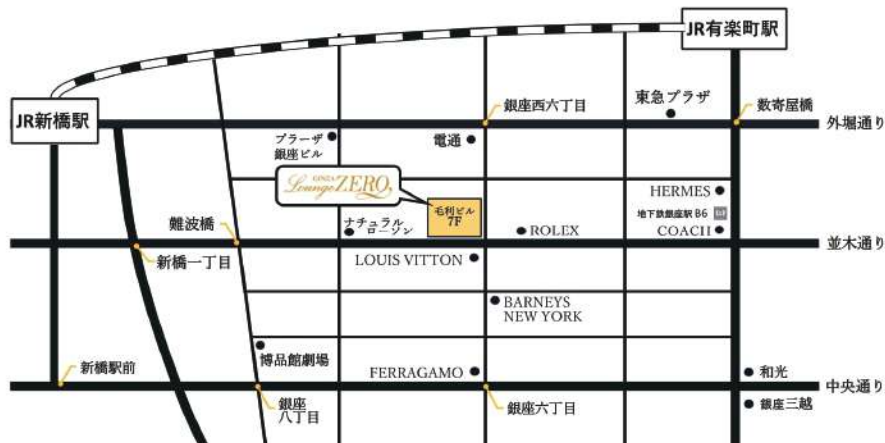 JR有楽町駅
JR新橋駅
銀座西六丁目
東急プラザ
数寄屋橋
外堀通り
プラーザ
銀座ビル
電通
GINZA
Lounge ZERO
毛利ビル
7F
HERMES
地下鉄銀座駅 B6
COACH
ナチュラル
ローソン
ROLEX
難波橋
並木通り
新橋一丁目
LOUIS VITTON
BARNEYS
NEW YORK
博品館劇場
新橋駅前
FERRAGAMO
和光
中央通り
銀座
八丁目
銀座六丁目
銀座三越